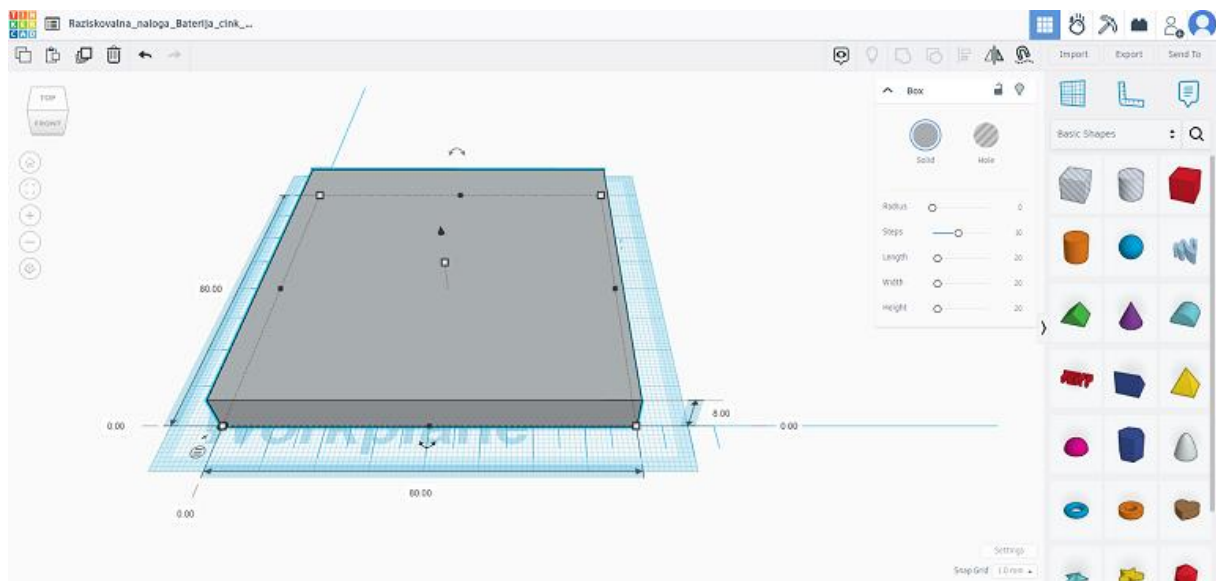 TIN
KER
CAD
Raziskovalna_naloga_Baterija_cink_...
Import
Export
Send To
TOP
FRONT
Box
Solid
Hole
Radius 0
Steps 10
Length 20
Width 20
Height 20
Basic Shapes
80.00
0.00
8.00
0.00
Workplane
80.00
0.00
Settings
Snap Grid 1.0 mm